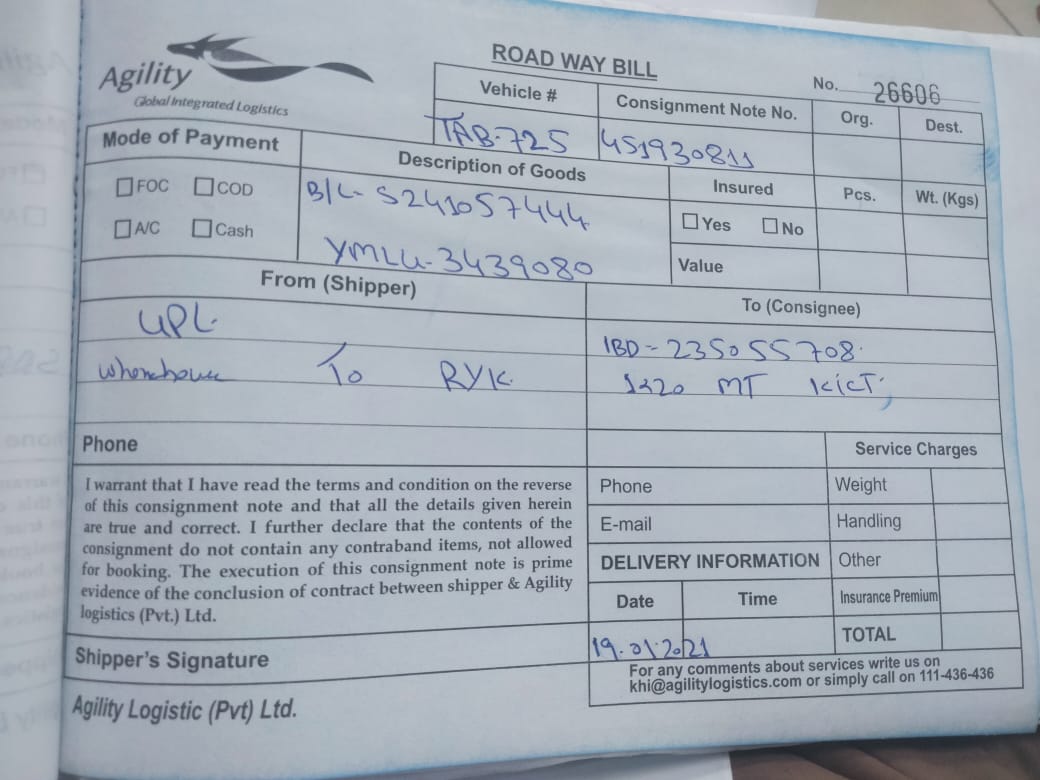 Agility
Global Integrated Logistics
ROAD WAY BILL
No. 26606
Vehicle #
Consignment Note No.
Org.
Dest.
TAB-725
451930811
Mode of Payment
Description of Goods
Insured
Pcs.
Wt. (Kgs)
FOC
COD
B/L- S241057444
Yes
No
A/C
Cash
YMLU-3439080
Value
From (Shipper)
To (Consignee)
UPL
IBD - 235055708
To RYK
MT KICT
Phone
Service Charges
I warrant that I have read the terms and condition on the reverse
of this consignment note and that all the details given herein
are true and correct. I further declare that the contents of the
consignment do not contain any contraband items, not allowed
for booking. The execution of this consignment note is prime
evidence of the conclusion of contract between shipper & Agility
logistics (Pvt.) Ltd.
Phone
Weight
E-mail
Handling
DELIVERY INFORMATION
Other
Date
Time
Insurance Premium
19.01.2021
TOTAL
Shipper's Signature
For any comments about services write us on
khi@agilitylogistics.com or simply call on 111-436-436
Agility Logistic (Pvt) Ltd.